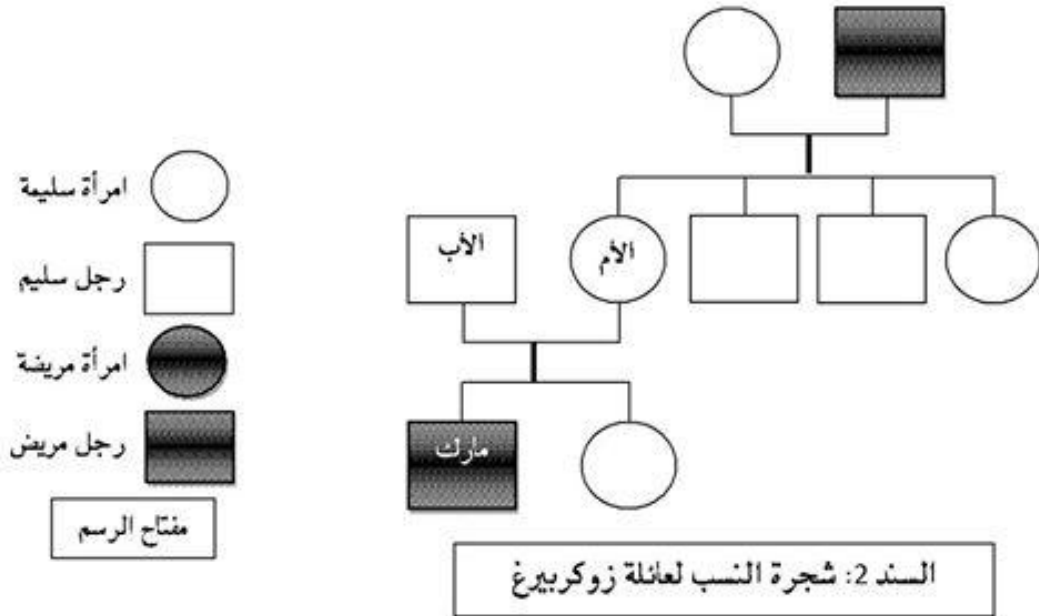 الأب
الأم
مارك
امرأة سليمة
رجل سليم
امرأة مريضة
رجل مريض
مفتاح الرسم
السند 2: شجرة النسب لعائلة زوكربيرغ